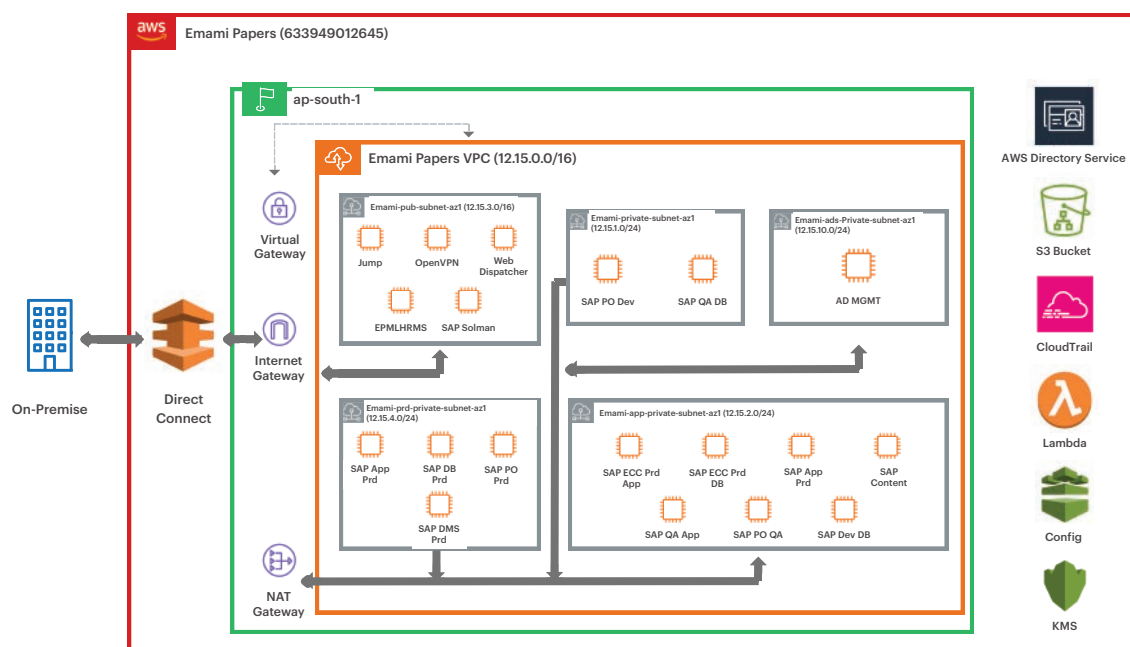 aws
Emami Papers (633949012645)
ap-south-1
Emami Papers VPC (12.15.0.0/16)
Virtual
Gateway
Internet
Gateway
NAT
Gateway
On-Premise
Direct
Connect
Emami-pub-subnet-az1 (12.15.3.0/16)
Jump
OpenVPN
Web
Dispatcher
EPMLHRMS
SAP Solman
Emami-private-subnet-az1
(12.15.1.0/24)
SAP PO Dev
SAP QA DB
Emami-ads-Private-subnet-az1
(12.15.10.0/24)
AD MGMT
Emami-prd-private-subnet-az1
(12.15.4.0/24)
SAP App
Prd
SAP DB
Prd
SAP PO
Prd
SAP DMS
Prd
Emami-app-private-subnet-az1 (12.15.2.0/24)
SAP ECC Prd
App
SAP ECC Prd
DB
SAP App
Prd
SAP
Content
SAP QA App
SAP PO QA
SAP Dev DB
AWS Directory Service
S3 Bucket
CloudTrail
Lambda
Config
KMS